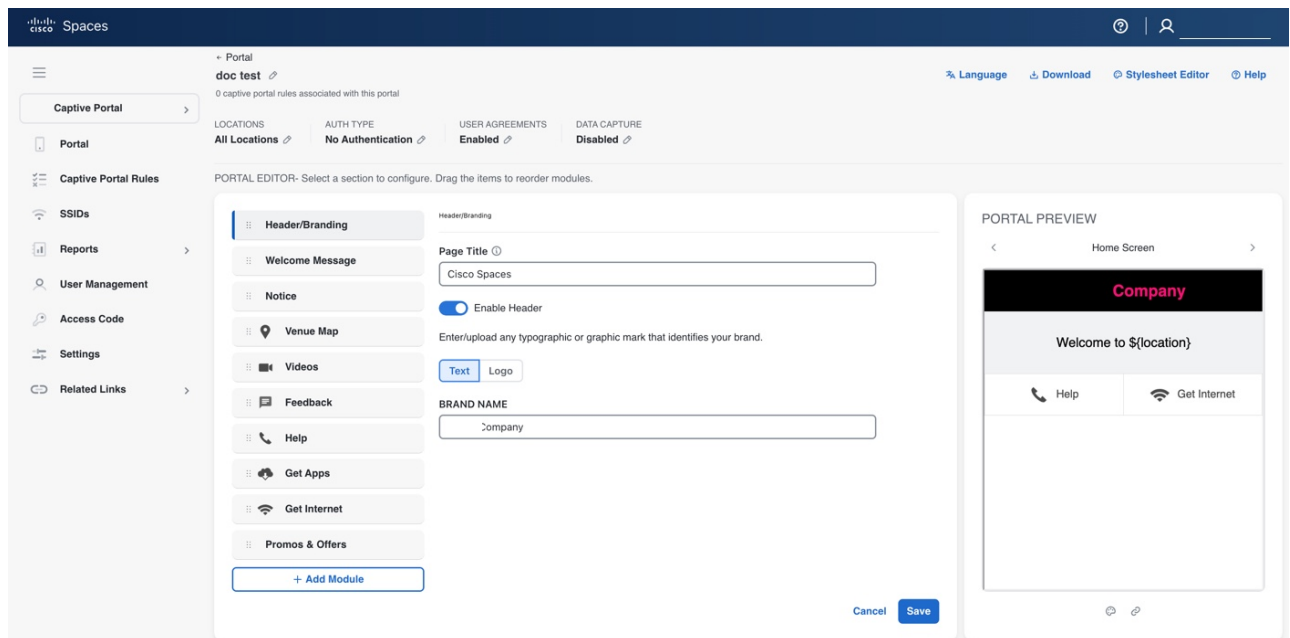 cisco Spaces
← Portal
doc test
0 captive portal rules associated with this portal
Language Download Stylesheet Editor Help
Captive Portal
Portal
Captive Portal Rules
SSIDs
Reports
User Management
Access Code
Settings
Related Links
LOCATIONS AUTH TYPE USER AGREEMENTS DATA CAPTURE
All Locations No Authentication Enabled Disabled
PORTAL EDITOR- Select a section to configure. Drag the items to reorder modules.
Header/Branding
Welcome Message
Notice
Venue Map
Videos
Feedback
Help
Get Apps
Get Internet
Promos & Offers
+ Add Module
Header/Branding
Page Title
Cisco Spaces
Enable Header
Enter/upload any typographic or graphic mark that identifies your brand.
Text Logo
BRAND NAME
Company
Cancel Save
PORTAL PREVIEW
Home Screen
Company
Welcome to ${location}
Help Get Internet